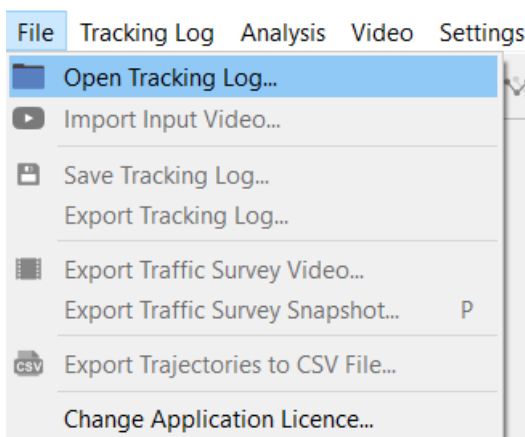 File Tracking Log Analysis Video Settings
Open Tracking Log...
Import Input Video...
Save Tracking Log...
Export Tracking Log...
Export Traffic Survey Video...
Export Traffic Survey Snapshot... P
CSV Export Trajectories to CSV File...
Change Application Licence...